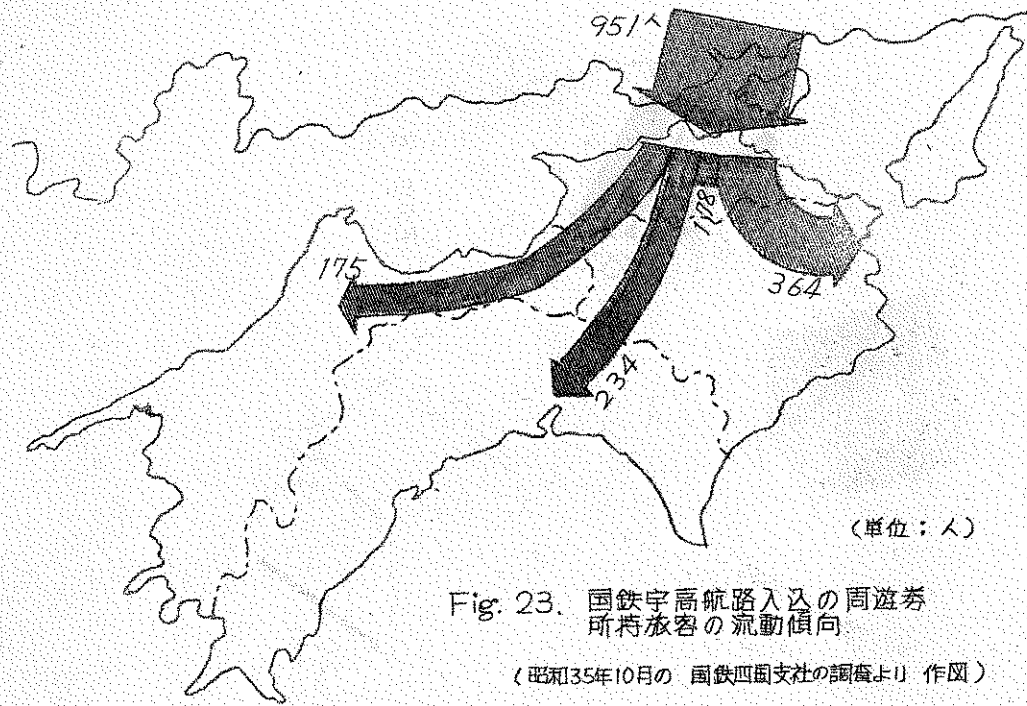 951人
175
178
364
234
(単位：人)
Fig. 23. 国鉄宇高航路入込の周遊券
所持旅客の流動傾向
(昭和35年10月の 国鉄四国支社の調査より 作図)